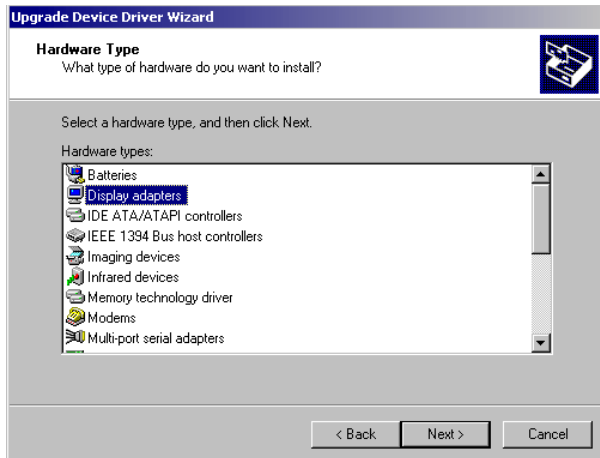 Upgrade Device Driver Wizard
Hardware Type
What type of hardware do you want to install?
Select a hardware type, and then click Next.
Hardware types:
Batteries
Display adapters
IDE ATA/ATAPI controllers
IEEE 1394 Bus host controllers
Imaging devices
Infrared devices
Memory technology driver
Modems
Multi-port serial adapters
< Back
Next >
Cancel